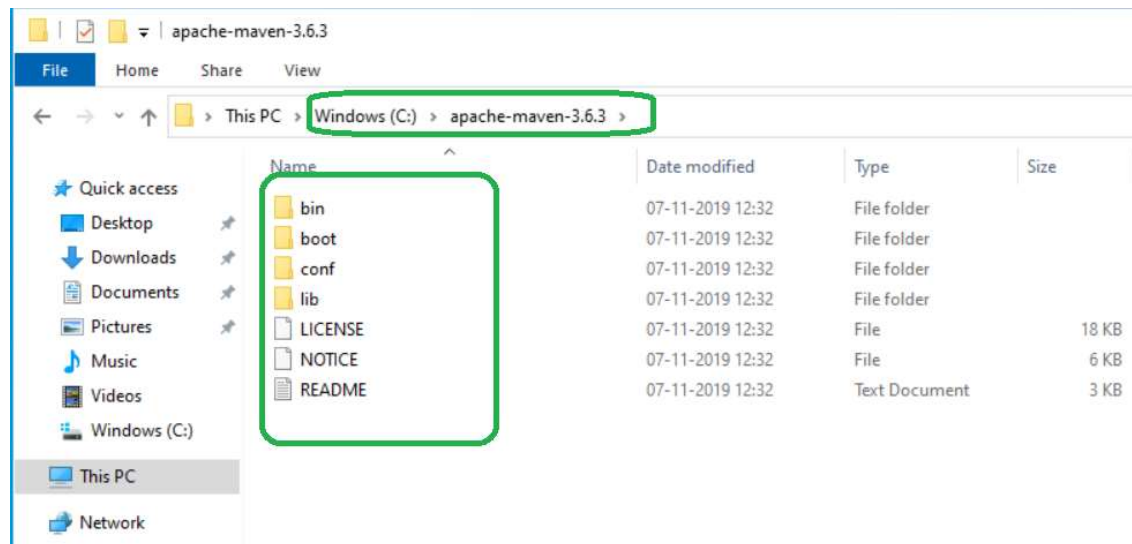 apache-maven-3.6.3
File Home Share View
This PC > Windows (C:) > apache-maven-3.6.3 >
Name Date modified Type Size
Quick access
Desktop
Downloads
Documents
Pictures
Music
Videos
Windows (C:)
This PC
Network
bin 07-11-2019 12:32 File folder
boot 07-11-2019 12:32 File folder
conf 07-11-2019 12:32 File folder
lib 07-11-2019 12:32 File folder
LICENSE 07-11-2019 12:32 File 18 KB
NOTICE 07-11-2019 12:32 File 6 KB
README 07-11-2019 12:32 Text Document 3 KB